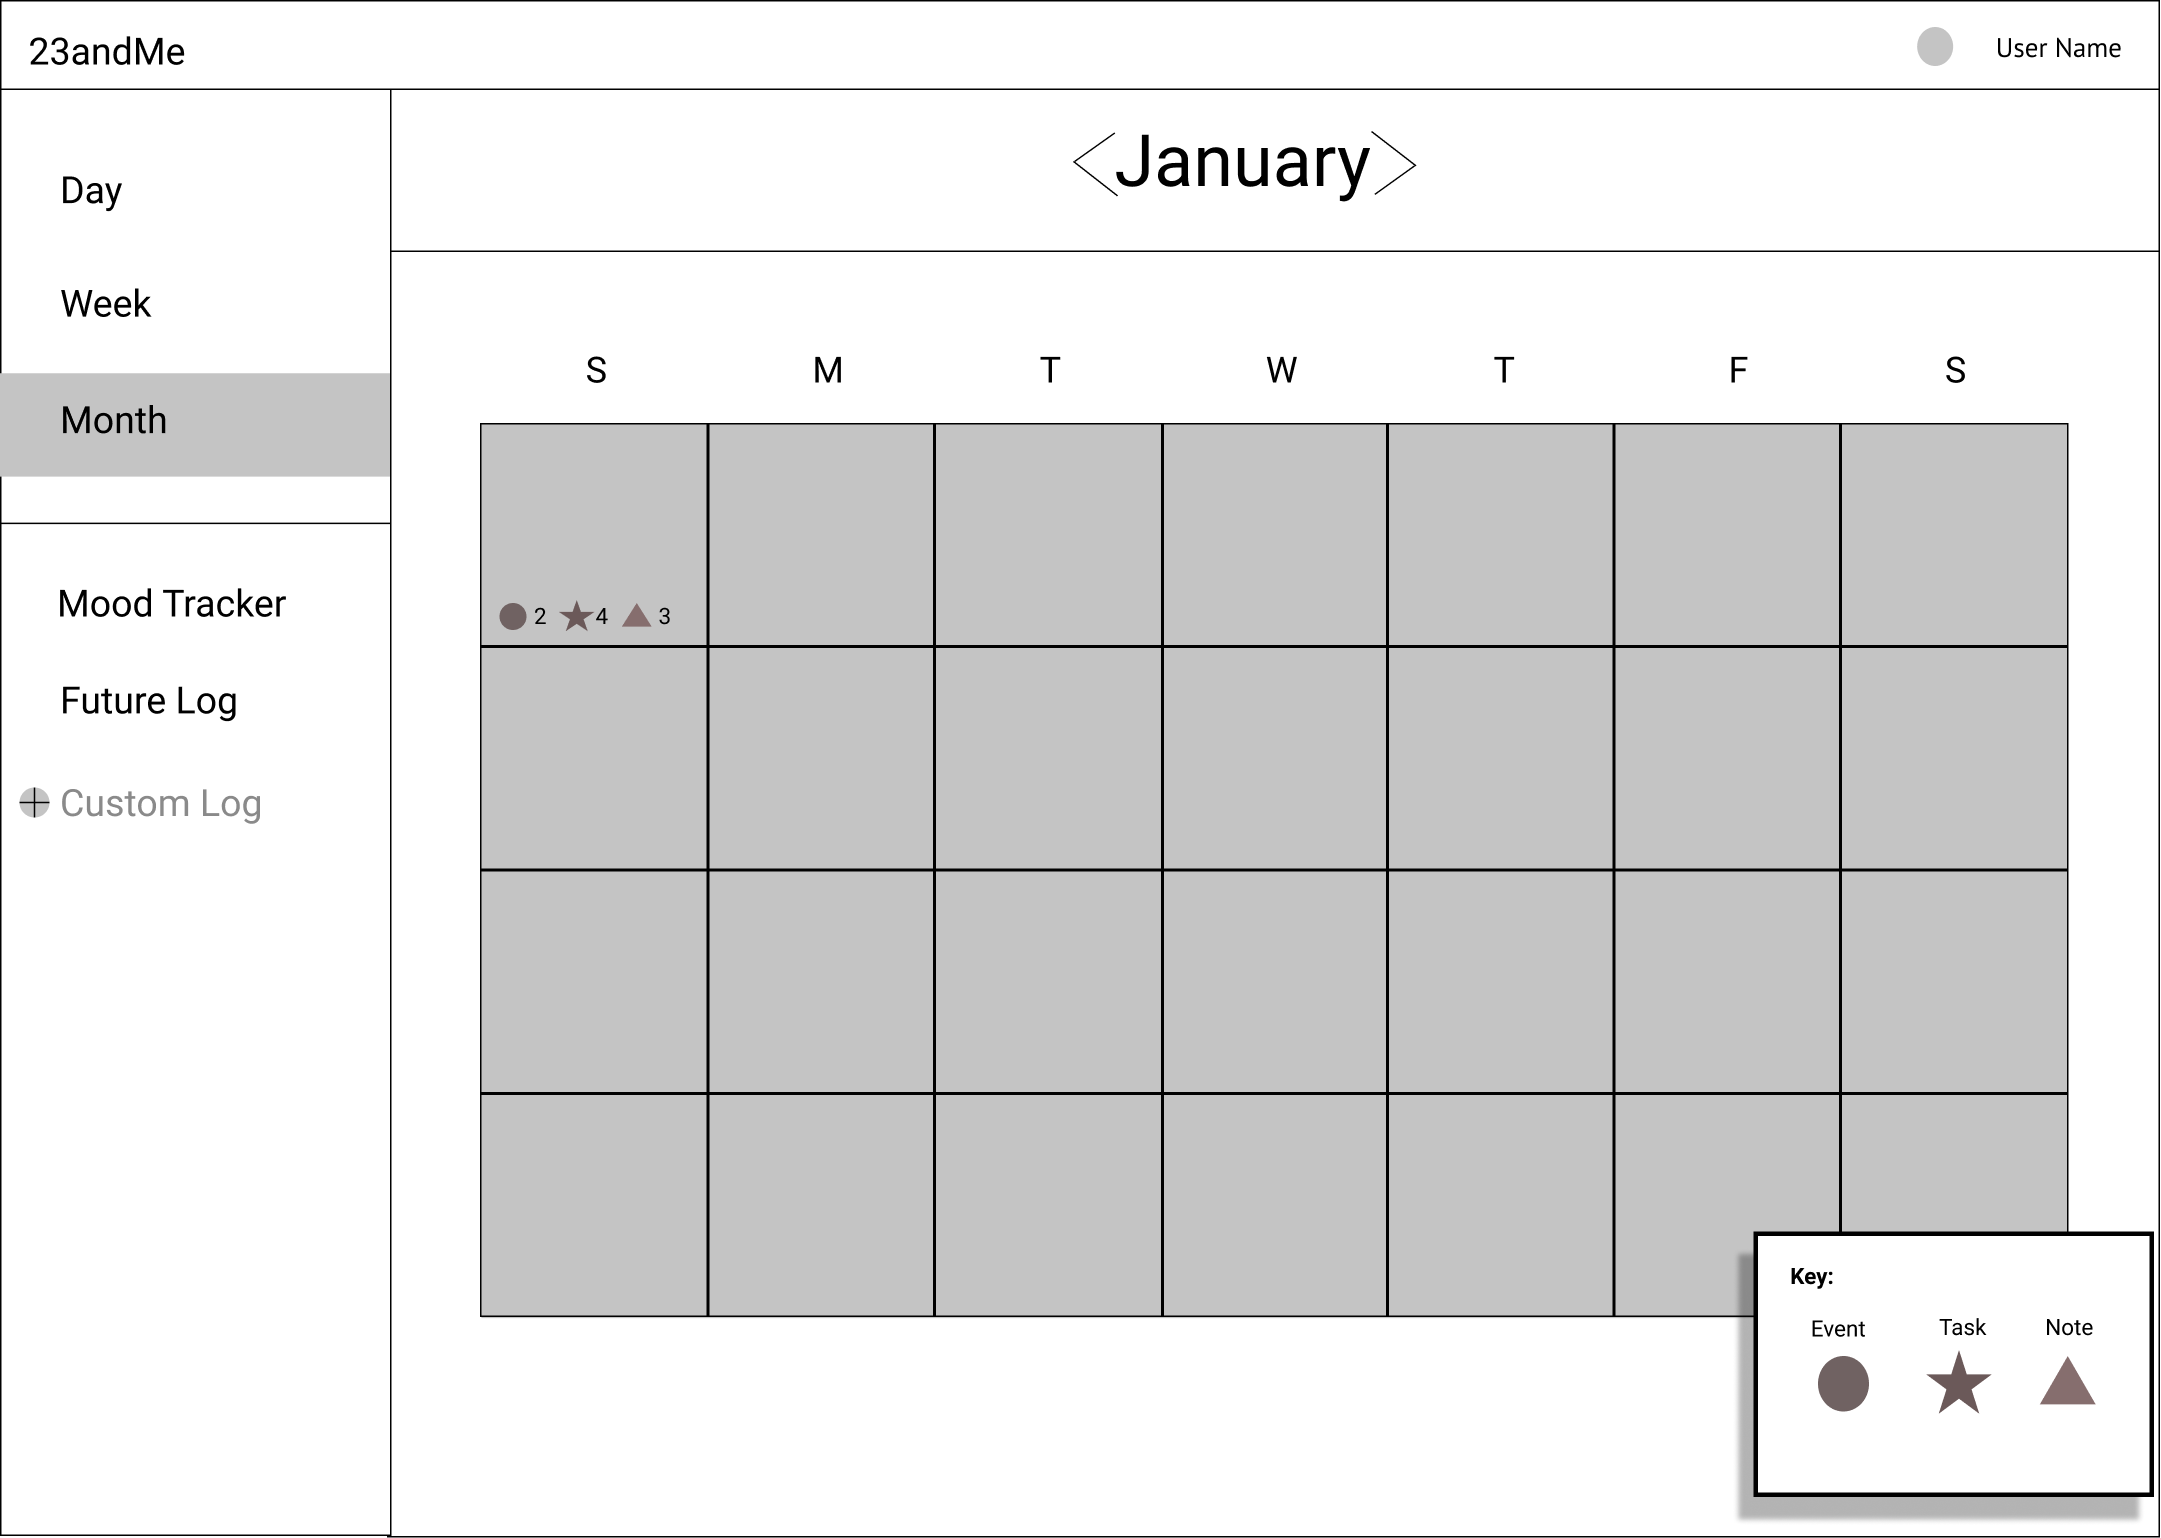 23andMe
User Name
Day
Week
Month
Mood Tracker
Future Log
Custom Log
January
S M T W T F S
2 4 3
Key:
Event Task Note